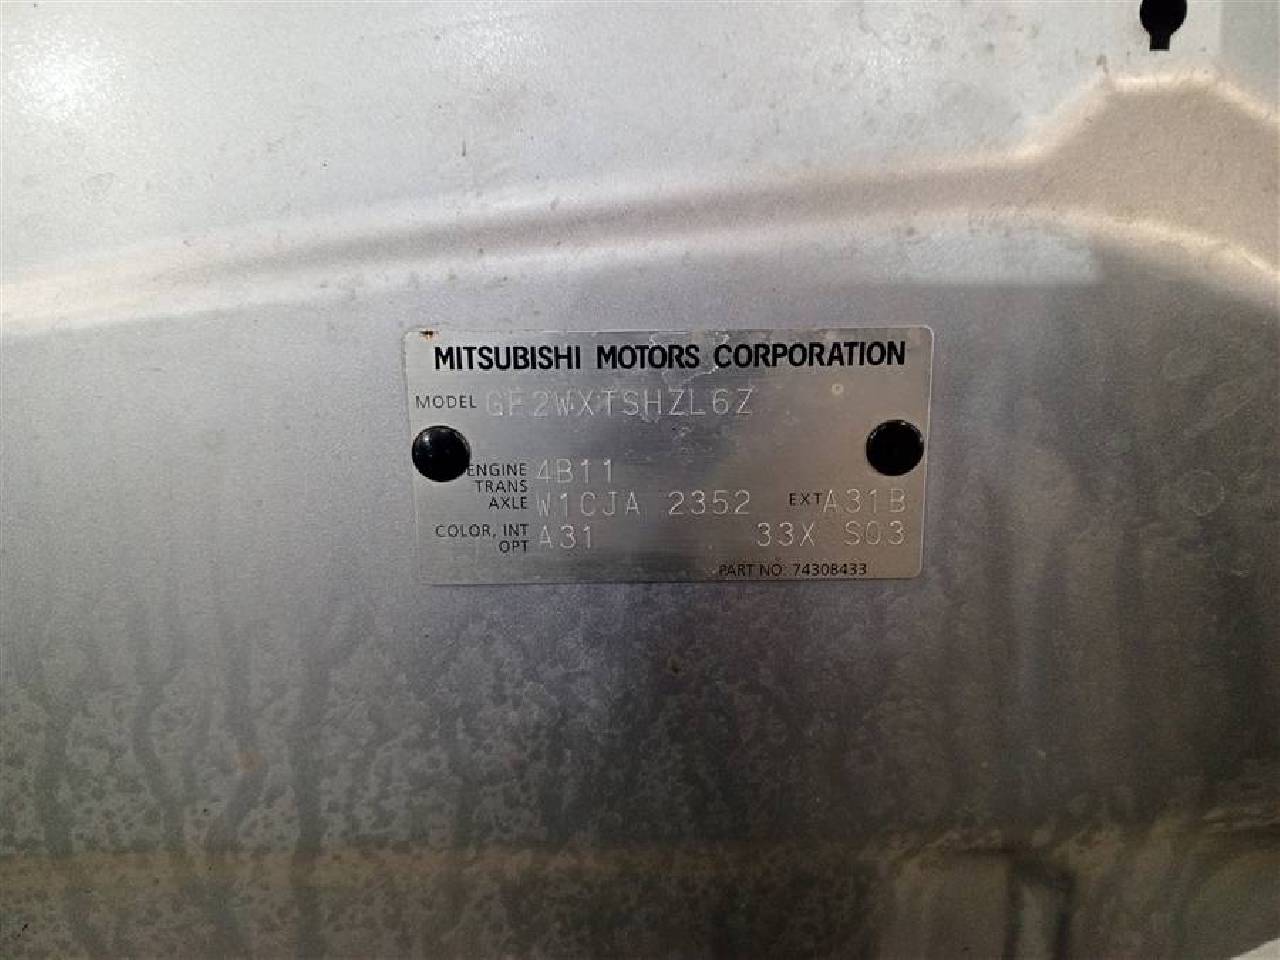 MITSUBISHI MOTORS CORPORATION
MODEL GF2WXTSHZL6Z
ENGINE 4B11
TRANS
AXLE W1CJA 2352 EXT A31B
COLOR, INT A31 33X S03
OPT
PART NO. 74308433